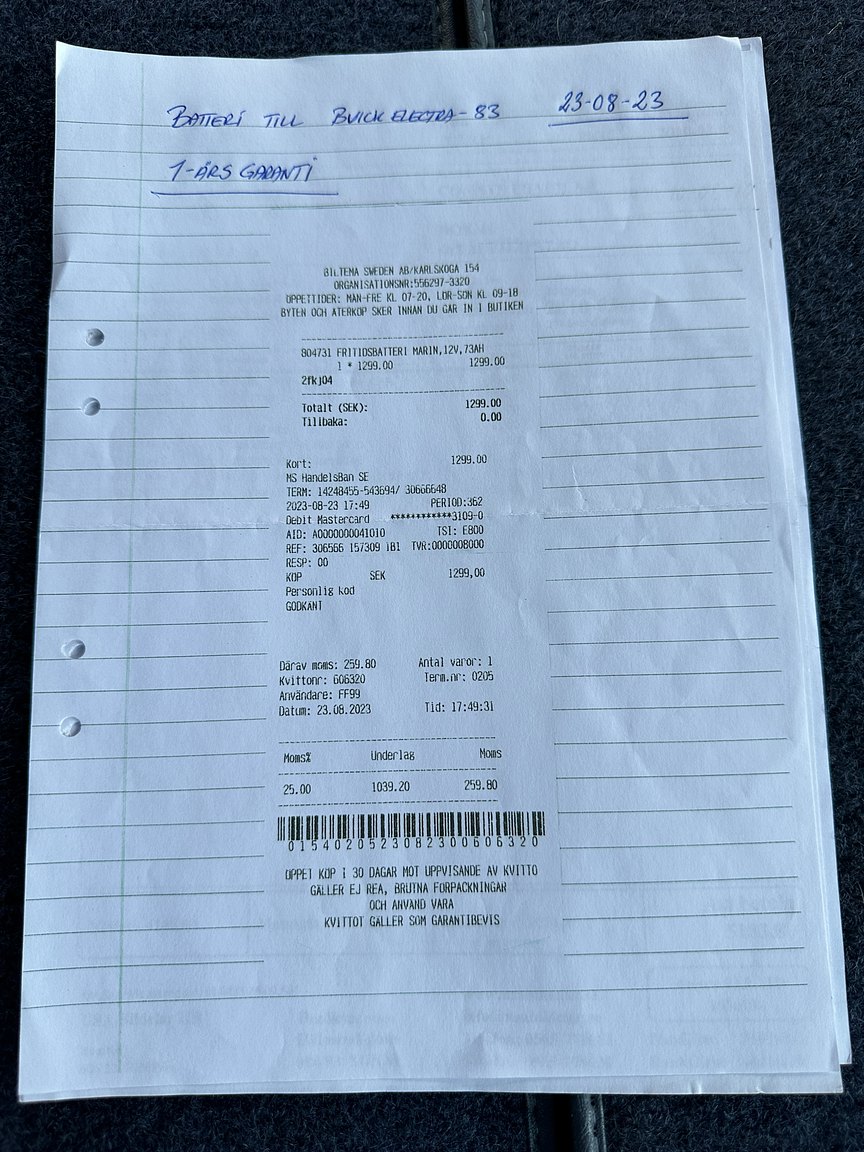 BATTERI TILL BUICK ELECTRA-83 23-08-23
1-ÅRS GARANTI
BILTEMA SWEDEN AB/KARLSKOGA 154
ORGANISATIONSNR:556297-3320
ÖPPETTIDER: MÅN-FRE KL 07-20, LÖR-SÖN KL 09-18
BYTEN OCH ÅTERKÖP SKER INNAN DU GÅR IN I BUTIKEN
804731 FRITIDSBATTERI MARIN,12V,73AH
1 * 1299.00 1299.00
2fkj04
Totalt (SEK): 1299.00
Tillbaka: 0.00
Kort: 1299.00
MS HandelsBan SE
TERM: 14248455-543694/ 30666648
2023-08-23 17:49 PERIOD:362
Debit Mastercard ************3109-0
AID: A0000000041010 TSI: E800
REF: 306566 157309 IB1 TVR:0000008000
RESP: 00
KÖP SEK 1299,00
Personlig kod
GODKÄNT
Därav moms: 259.80 Antal varor: 1
Kvittonr: 606320 Term.nr: 0205
Användare: FF99
Datum: 23.08.2023 Tid: 17:49:31
Moms% Underlag Moms
25.00 1039.20 259.80
0154020523082300606320
ÖPPET KÖP I 30 DAGAR MOT UPPVISANDE AV KVITTO
GÄLLER EJ REA, BRUTNA FÖRPACKNINGAR
OCH ANVÄND VARA
KVITTOT GÄLLER SOM GARANTIBEVIS